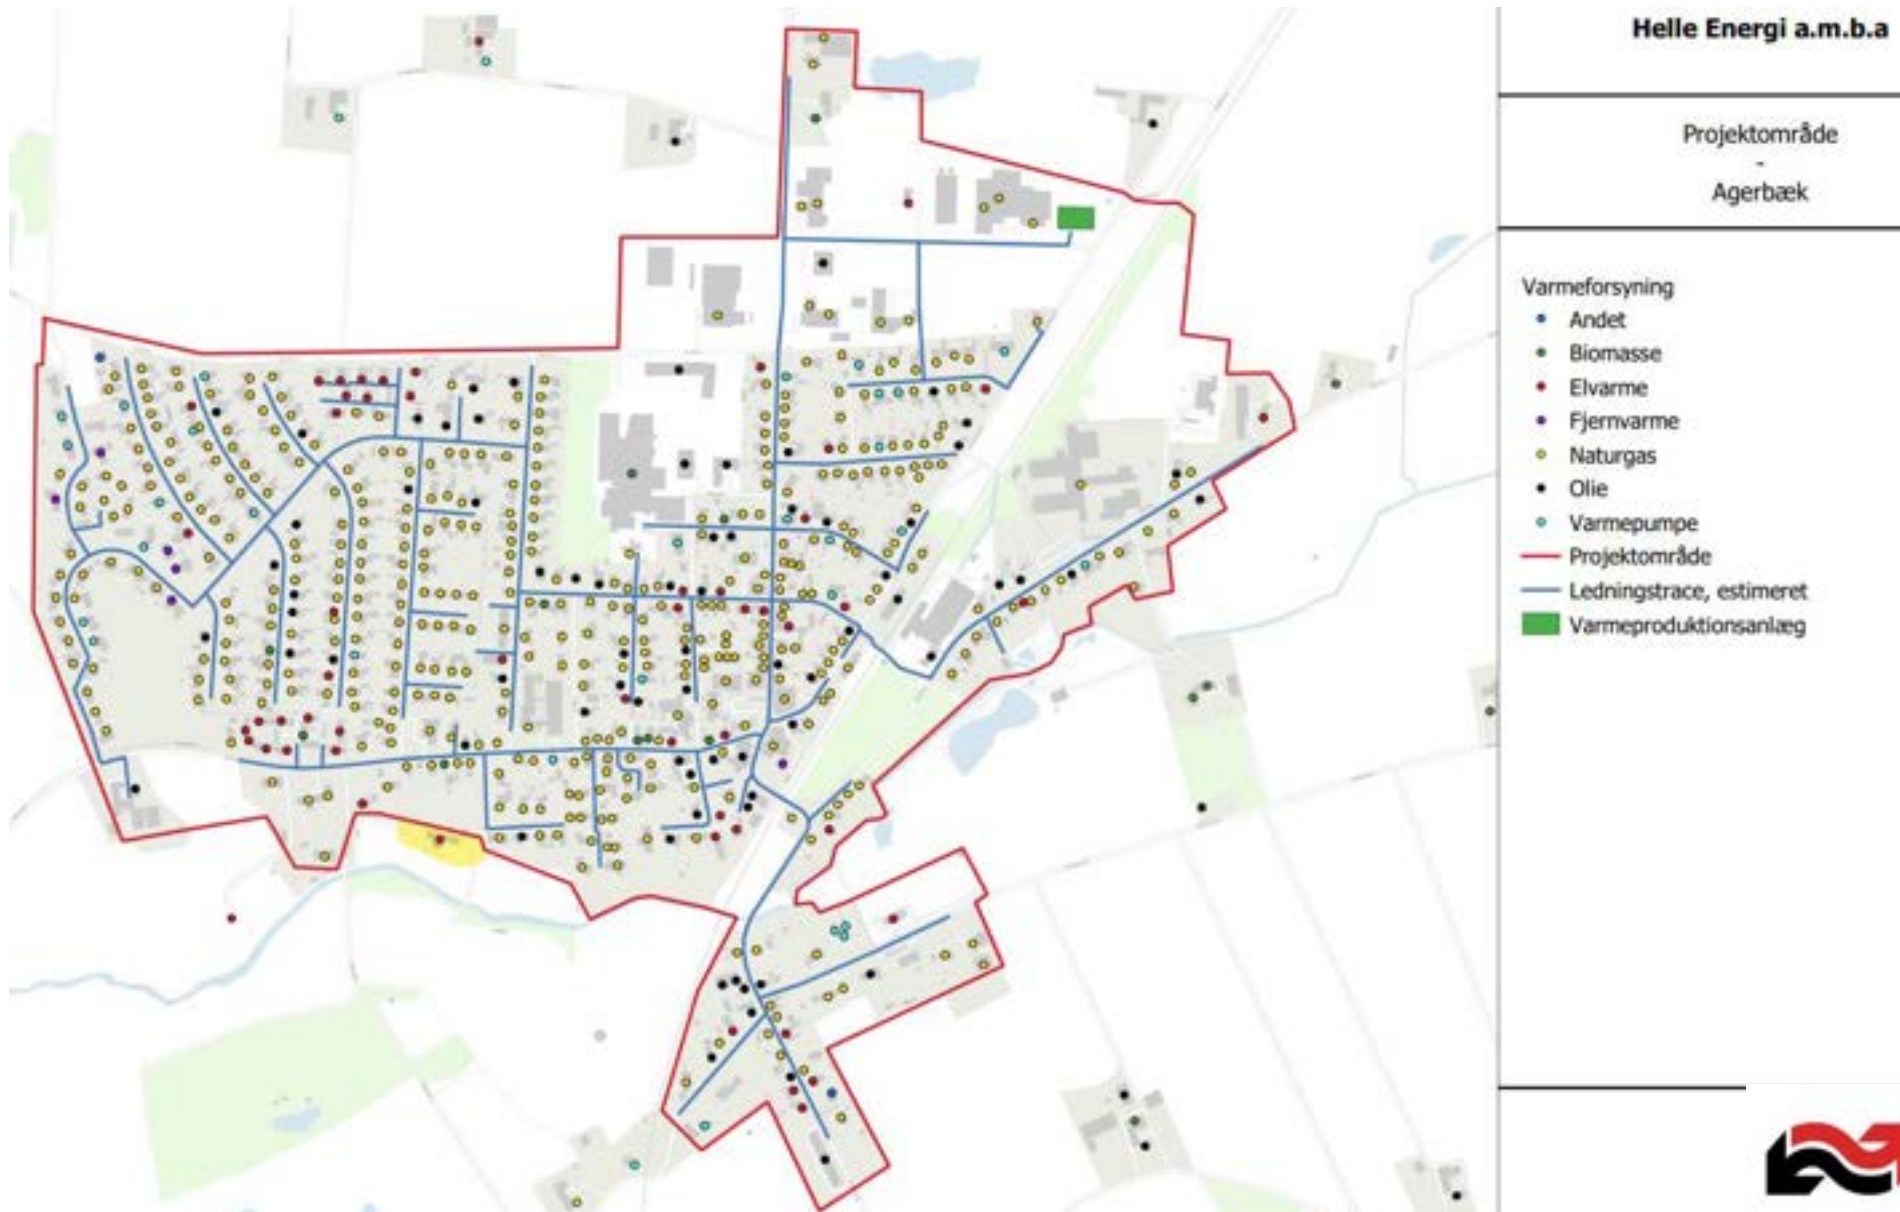 Helle Energi a.m.b.a
Projektområde
-
Agerbæk
Varmeforsyning
Andet
Biomasse
Elvarme
Fjernvarme
Naturgas
Olie
Varmepumpe
Projektområde
Ledningstrace, estimeret
Varmeproduktionsanlæg